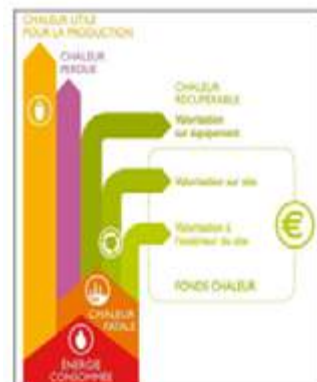 CHALEUR UTILE
POUR LA PRODUCTION
CHALEUR
PERDUE
CHALEUR
RÉCUPÉRABLE
Valorisation
sur équipement
Valorisation sur site
Valorisation à
l'extérieur du site
€
FONDS CHALEUR
CHALEUR
FATALE
ÉNERGIE
CONSOMMÉE